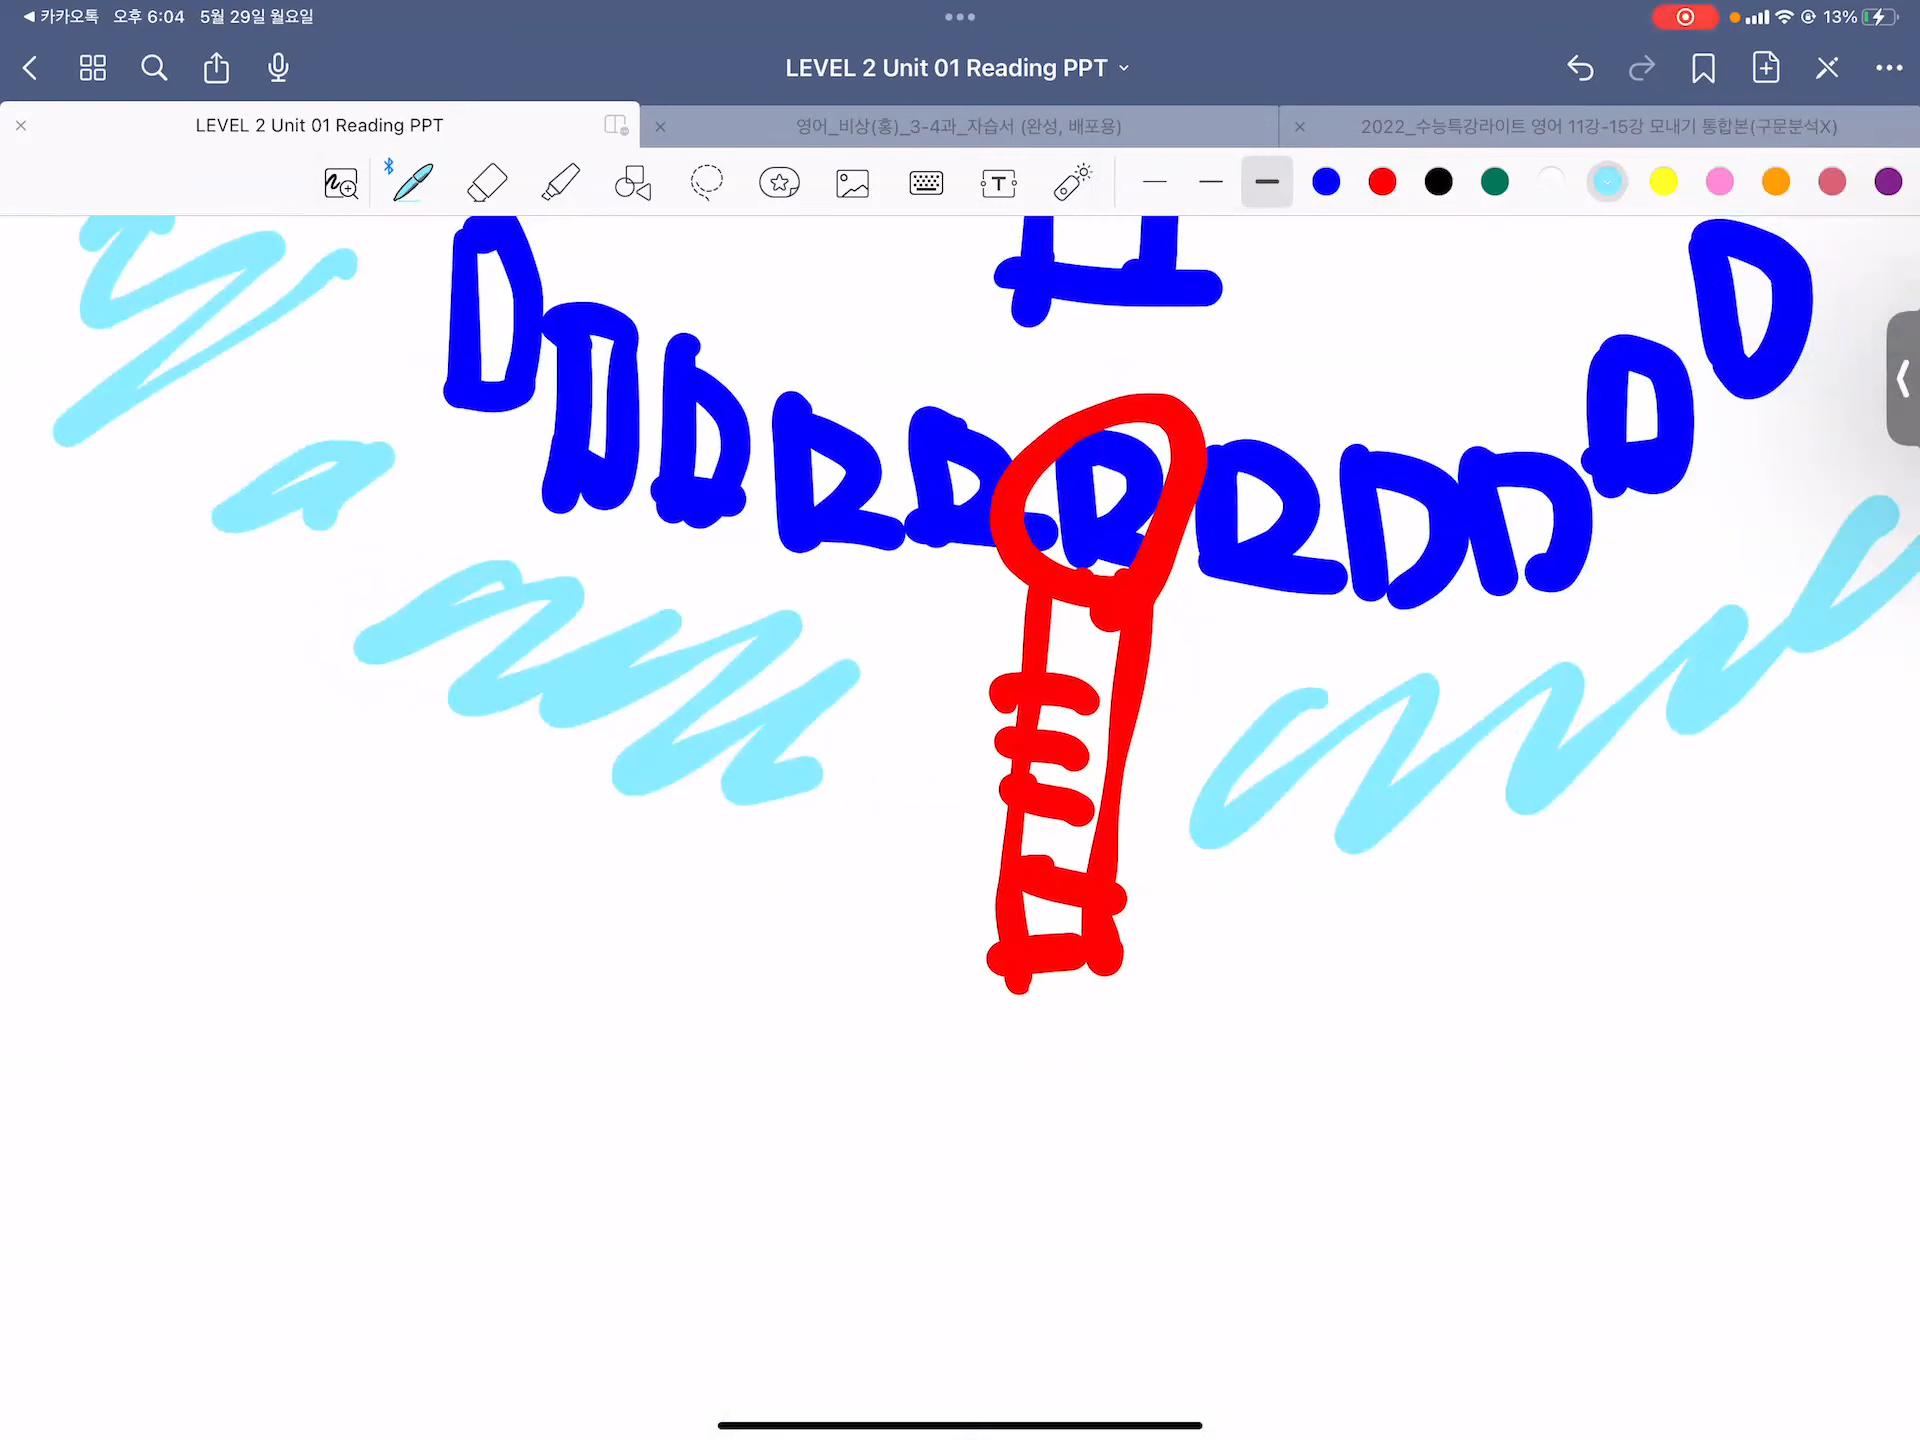 ◀ 카카오톡 오후 6:04 5월 29일 월요일 13%
LEVEL 2 Unit 01 Reading PPT
LEVEL 2 Unit 01 Reading PPT 영어_비상(홍)_3-4과_자습서 (완성, 배포용) 2022_수능특강라이트 영어 11강-15강 모내기 통합본(구문분석X)